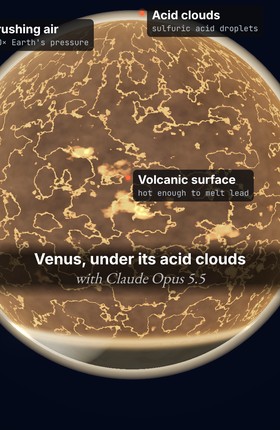 Acid clouds
sulfuric acid droplets
rushing air
× Earth's pressure
Volcanic surface
hot enough to melt lead
Venus, under its acid clouds
with Claude Opus 5.5